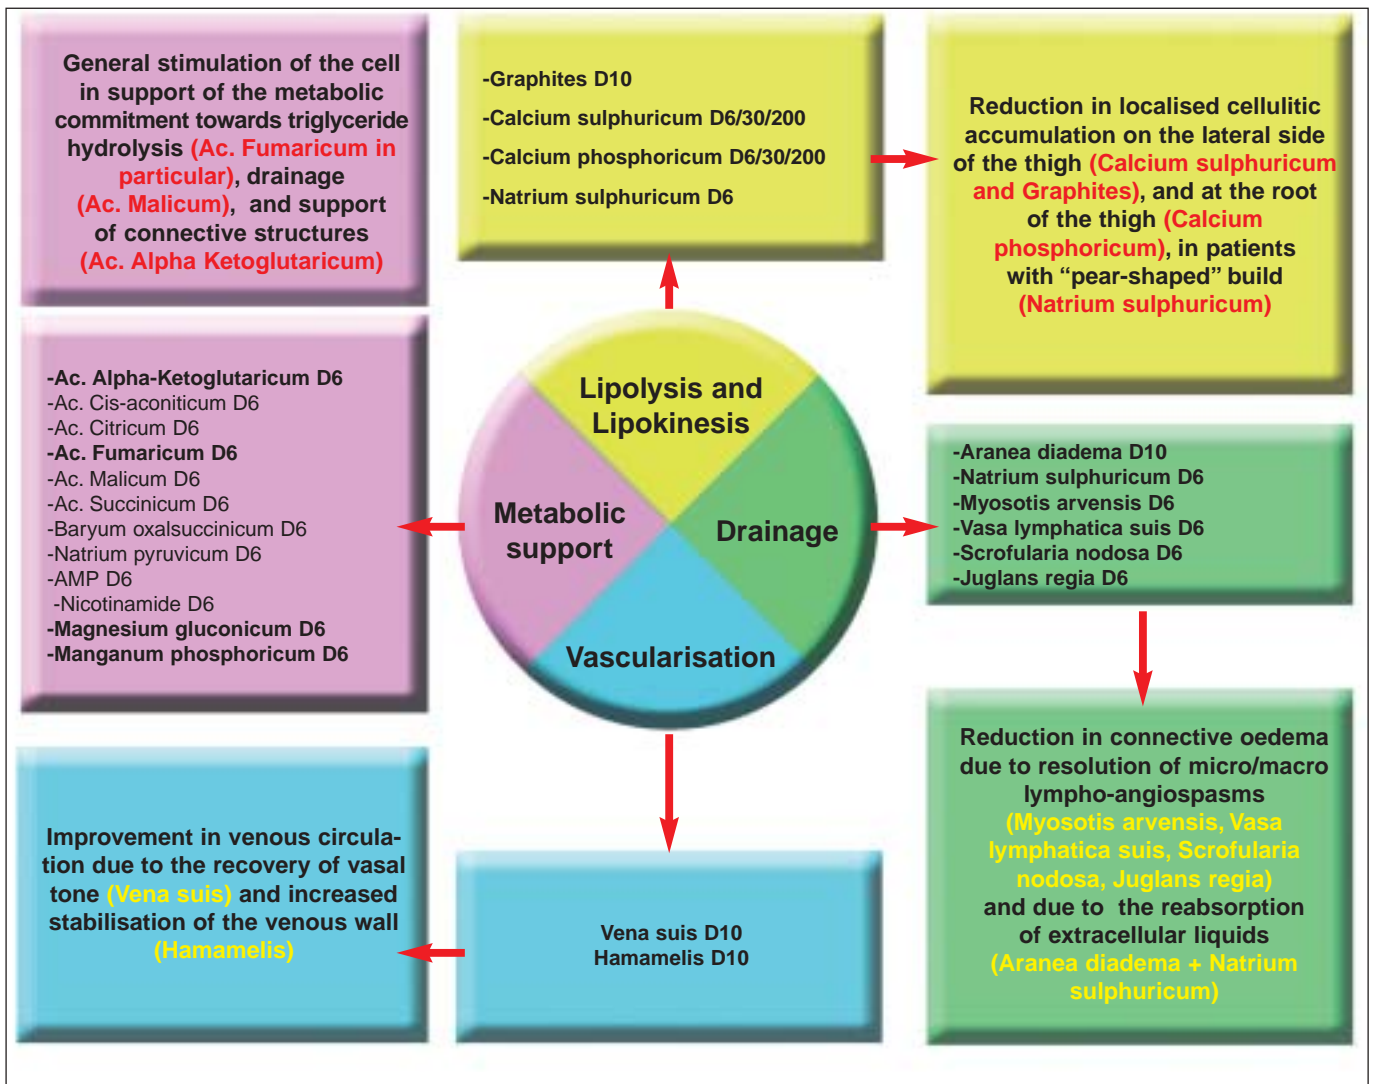 General stimulation of the cell
in support of the metabolic
commitment towards triglyceride
hydrolysis (Ac. Fumaricum in
particular), drainage
(Ac. Malicum), and support
of connective structures
(Ac. Alpha Ketoglutaricum)
-Graphites D10
-Calcium sulphuricum D6/30/200
-Calcium phosphoricum D6/30/200
-Natrium sulphuricum D6
Reduction in localised cellulitic
accumulation on the lateral side
of the thigh (Calcium sulphuricum
and Graphites), and at the root
of the thigh (Calcium
phosphoricum), in patients
with “pear-shaped” build
(Natrium sulphuricum)
-Ac. Alpha-Ketoglutaricum D6
-Ac. Cis-aconiticum D6
-Ac. Citricum D6
-Ac. Fumaricum D6
-Ac. Malicum D6
-Ac. Succinicum D6
-Baryum oxalsuccinicum D6
-Natrium pyruvicum D6
-AMP D6
-Nicotinamide D6
-Magnesium gluconicum D6
-Manganum phosphoricum D6
Lipolysis and
Lipokinesis
Metabolic
support
Drainage
Vascularisation
-Aranea diadema D10
-Natrium sulphuricum D6
-Myosotis arvensis D6
-Vasa lymphatica suis D6
-Scrofularia nodosa D6
-Juglans regia D6
Improvement in venous circula-
tion due to the recovery of vasal
tone (Vena suis) and increased
stabilisation of the venous wall
(Hamamelis)
Vena suis D10
Hamamelis D10
Reduction in connective oedema
due to resolution of micro/macro
lympho-angiospasms
(Myosotis arvensis, Vasa
lymphatica suis, Scrofularia
nodosa, Juglans regia)
and due to the reabsorption
of extracellular liquids
(Aranea diadema + Natrium
sulphuricum)